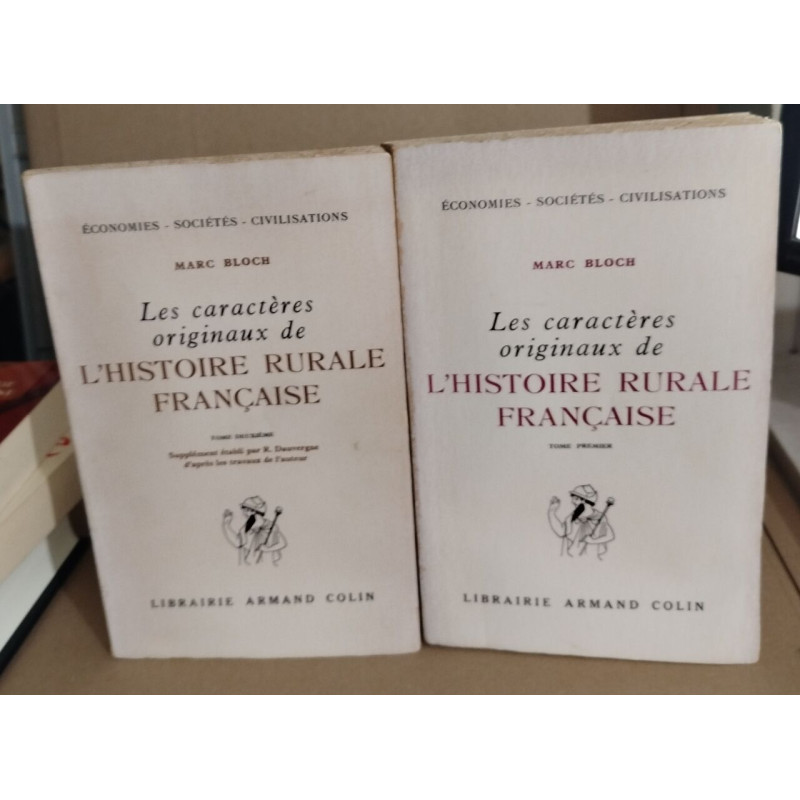 ÉCONOMIES - SOCIÉTÉS - CIVILISATIONS
MARC BLOCH
Les caractères
originaux de
L'HISTOIRE RURALE
FRANÇAISE
TOME DEUXIÈME
Supplément établi par R. Dauvergne
d'après les travaux de l'auteur
LIBRAIRIE ARMAND COLIN
ÉCONOMIES - SOCIÉTÉS - CIVILISATIONS
MARC BLOCH
Les caractères
originaux de
L'HISTOIRE RURALE
FRANÇAISE
TOME PREMIER
LIBRAIRIE ARMAND COLIN